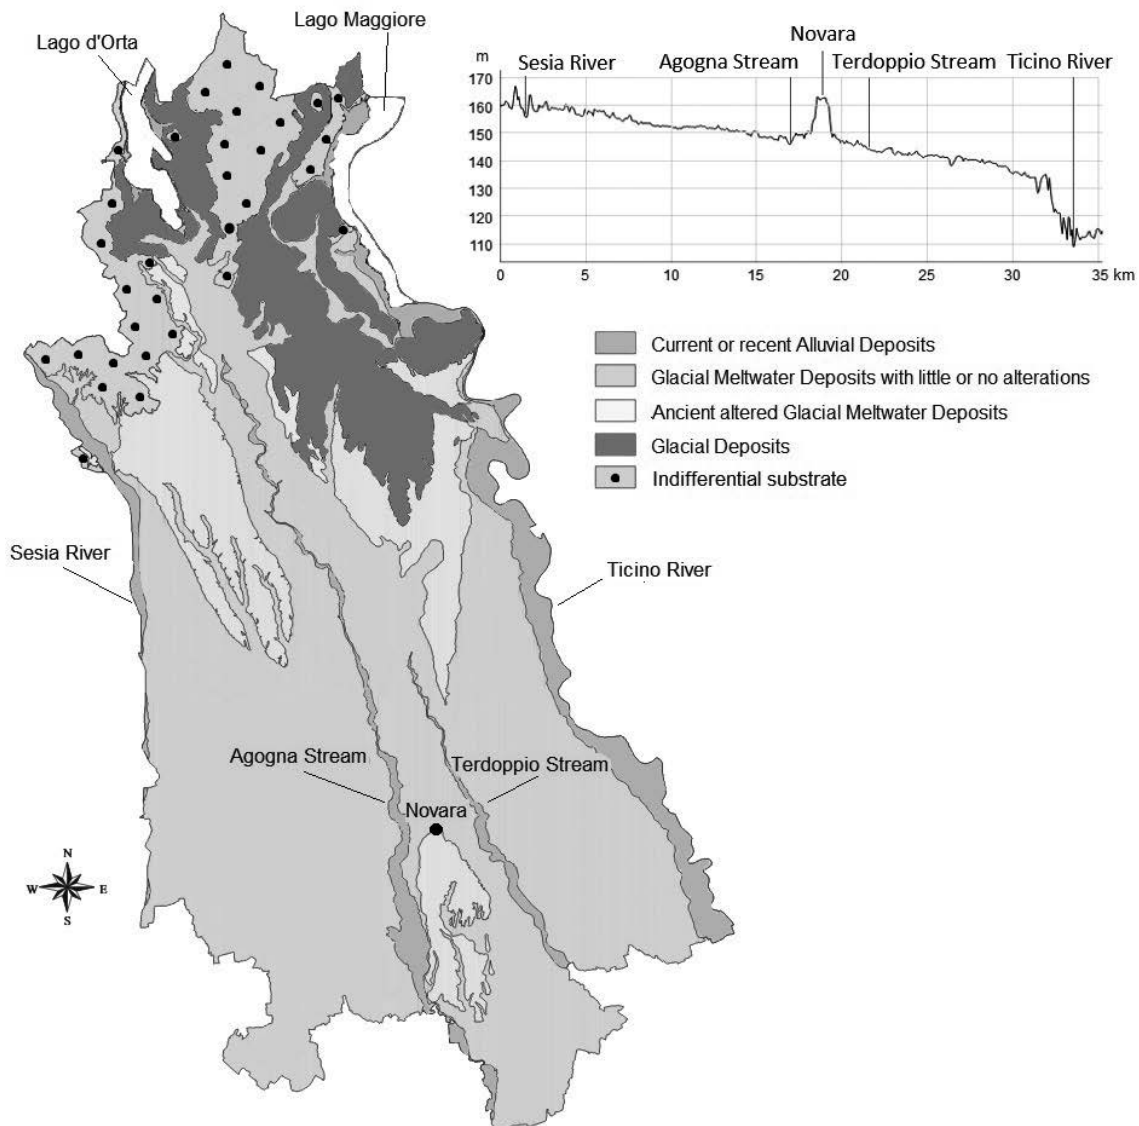 Lago Maggiore
Lago d'Orta
Novara
m
Sesia River
Agogna Stream
Terdoppio Stream
Ticino River
170
160
150
140
130
120
110
0
5
10
15
20
25
30
35 km
Current or recent Alluvial Deposits
Glacial Meltwater Deposits with little or no alterations
Ancient altered Glacial Meltwater Deposits
Glacial Deposits
Indifferential substrate
Sesia River
Ticino River
Agogna Stream
Terdoppio Stream
Novara
N
W E
S